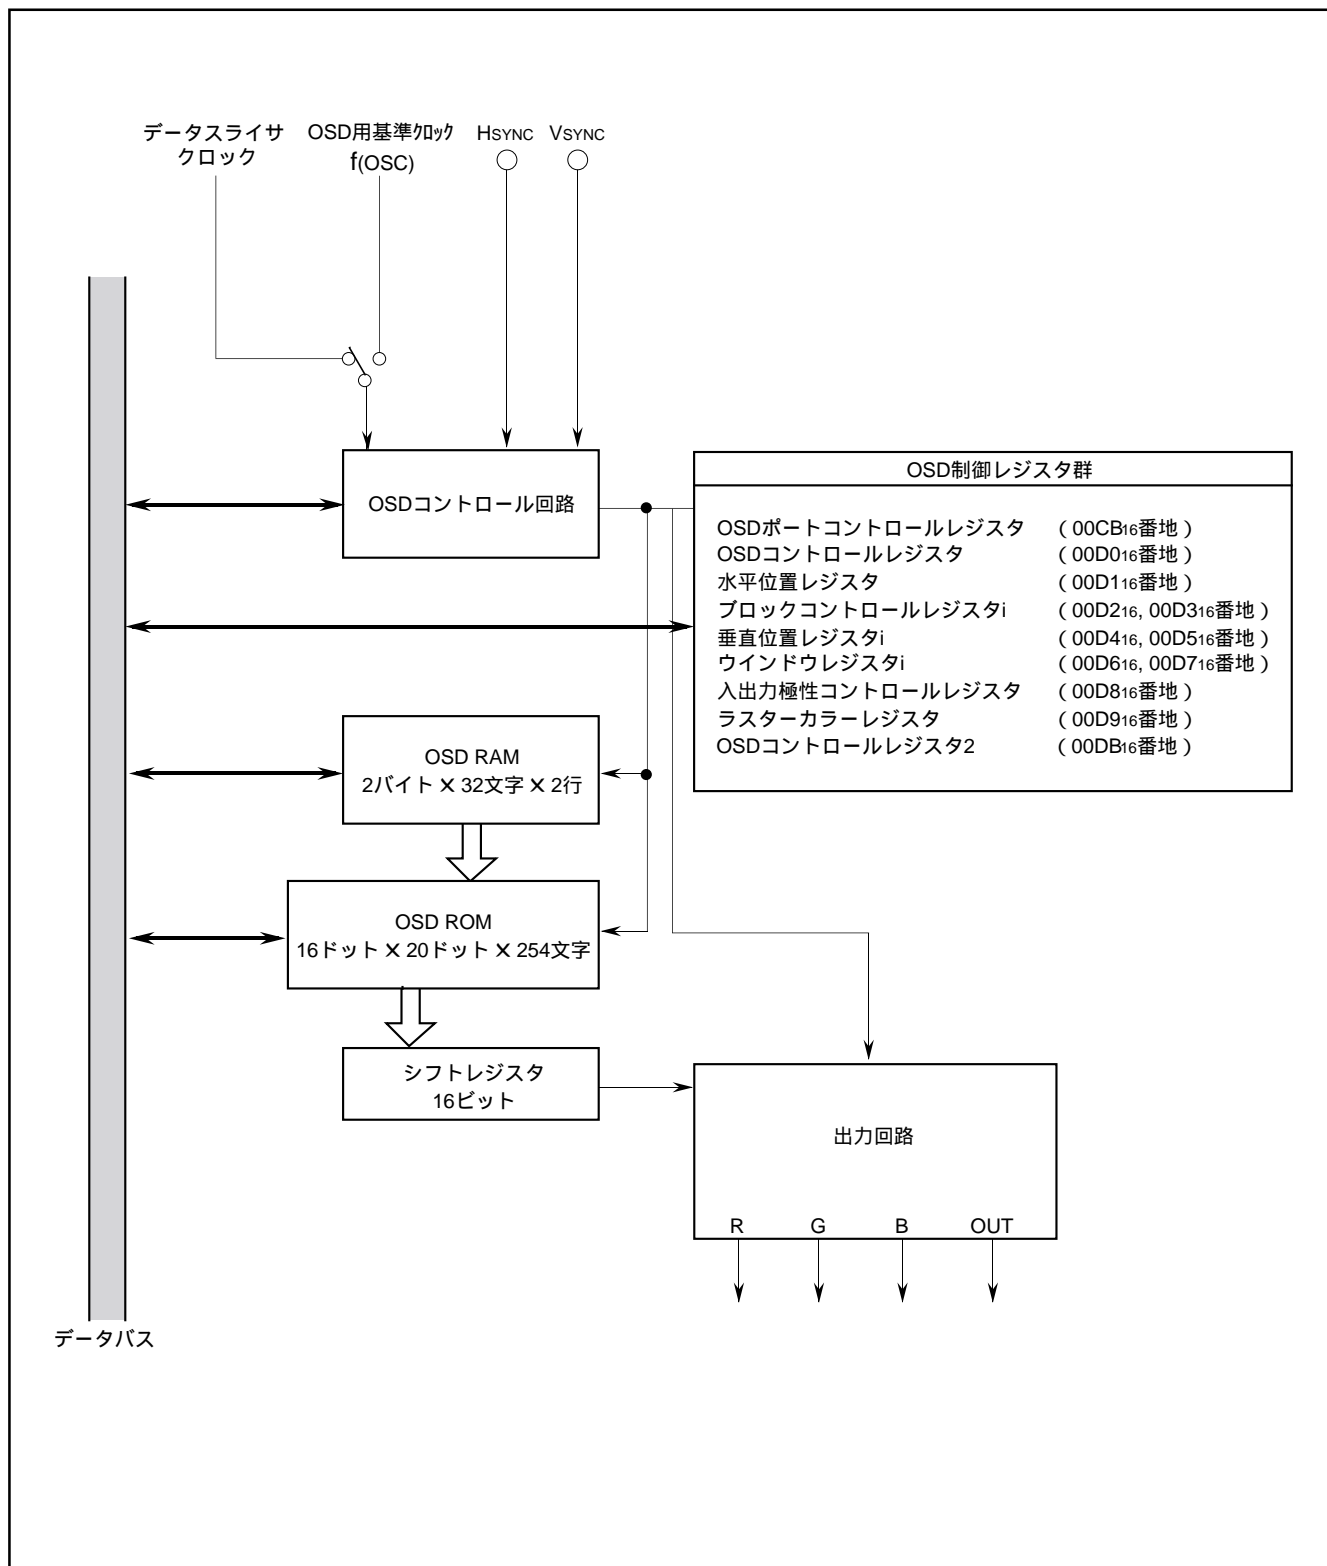 データスライサ
クロック
OSD用基準ｸﾛｯｸ
f(OSC)
HSYNC
VSYNC
OSDコントロール回路
OSD制御レジスタ群
OSDポートコントロールレジスタ （00CB16番地）
OSDコントロールレジスタ （00D016番地）
水平位置レジスタ （00D116番地）
ブロックコントロールレジスタi （00D216, 00D316番地）
垂直位置レジスタi （00D416, 00D516番地）
ウインドウレジスタi （00D616, 00D716番地）
入出力極性コントロールレジスタ （00D816番地）
ラスターカラーレジスタ （00D916番地）
OSDコントロールレジスタ2 （00DB16番地）
OSD RAM
2バイト × 32文字 × 2行
OSD ROM
16ドット × 20ドット × 254文字
シフトレジスタ
16ビット
出力回路
R G B OUT
データバス